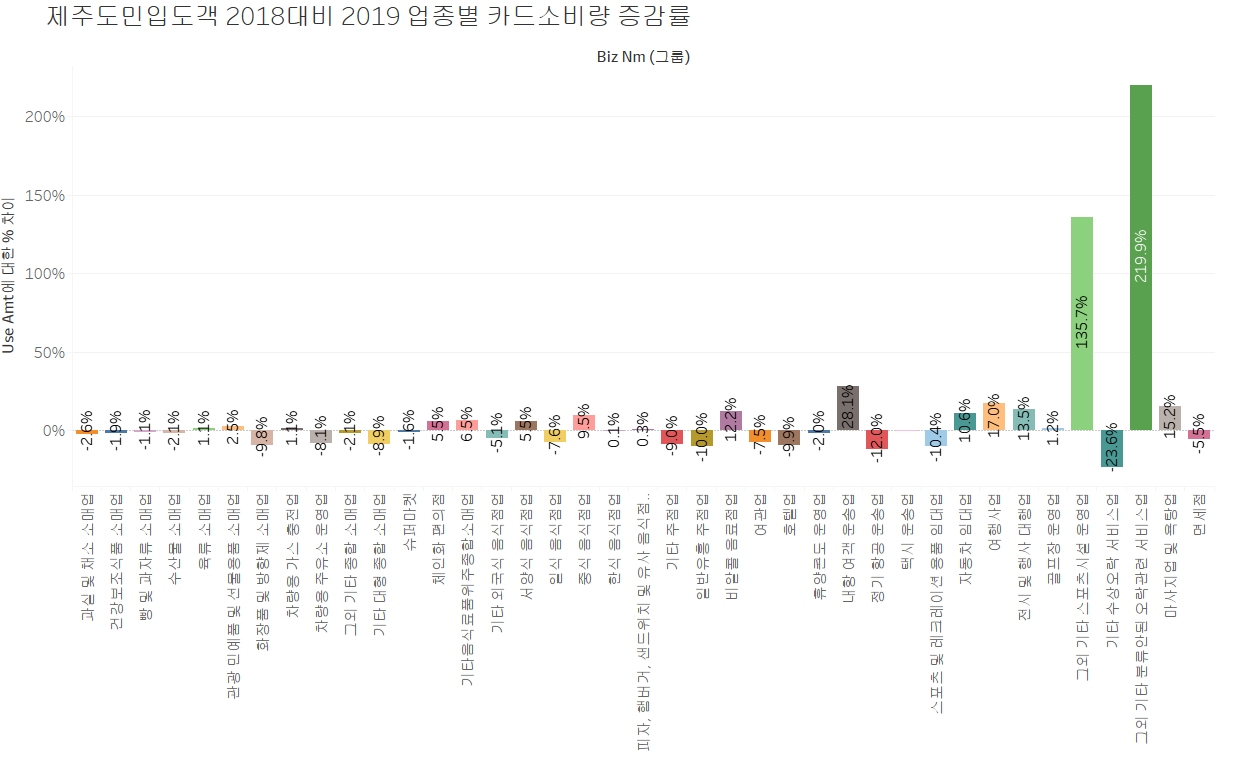 제주도민입도객 2018대비 2019 업종별 카드소비량 증감률
Biz Nm (그룹)
Use Amt에 대한 % 차이
200%
150%
100%
50%
0%
-2.6%
-1.9%
-1.1%
-2.1%
1.1%
2.5%
-9.8%
1.1%
-8.1%
-2.1%
-8.9%
-1.6%
5.5%
6.5%
-5.1%
5.5%
-7.6%
9.5%
0.1%
0.3%
-9.0%
-10.0%
12.2%
-7.5%
-9.9%
-2.0%
28.1%
-12.0%
-10.4%
10.6%
17.0%
13.5%
1.2%
135.7%
-23.6%
219.9%
15.2%
-5.5%
과실 및 채소 소매업
건강보조식품 소매업
빵 및 과자류 소매업
수산물 소매업
육류 소매업
관광 민예품 및 선물용품 소매업
화장품 및 방향제 소매업
차량용 가스 충전업
차량용 주유소 운영업
그외 기타 종합 소매업
기타 대형 종합 소매업
슈퍼마켓
체인화 편의점
기타음식료품위주종합소매업
기타 외국식 음식점업
서양식 음식점업
일식 음식점업
중식 음식점업
한식 음식점업
피자, 햄버거, 샌드위치 및 유사 음식점..
기타 주점업
일반유흥 주점업
비알콜 음료점업
여관업
호텔업
휴양콘도 운영업
내항 여객 운송업
정기 항공 운송업
택시 운송업
스포츠 및 레크레이션 용품 임대업
자동차 임대업
여행사업
전시 및 행사 대행업
골프장 운영업
그외 기타 스포츠시설 운영업
기타 수상오락 서비스업
그외 기타 분류안된 오락관련 서비스업
마사지업 및 욕탕업
면세점